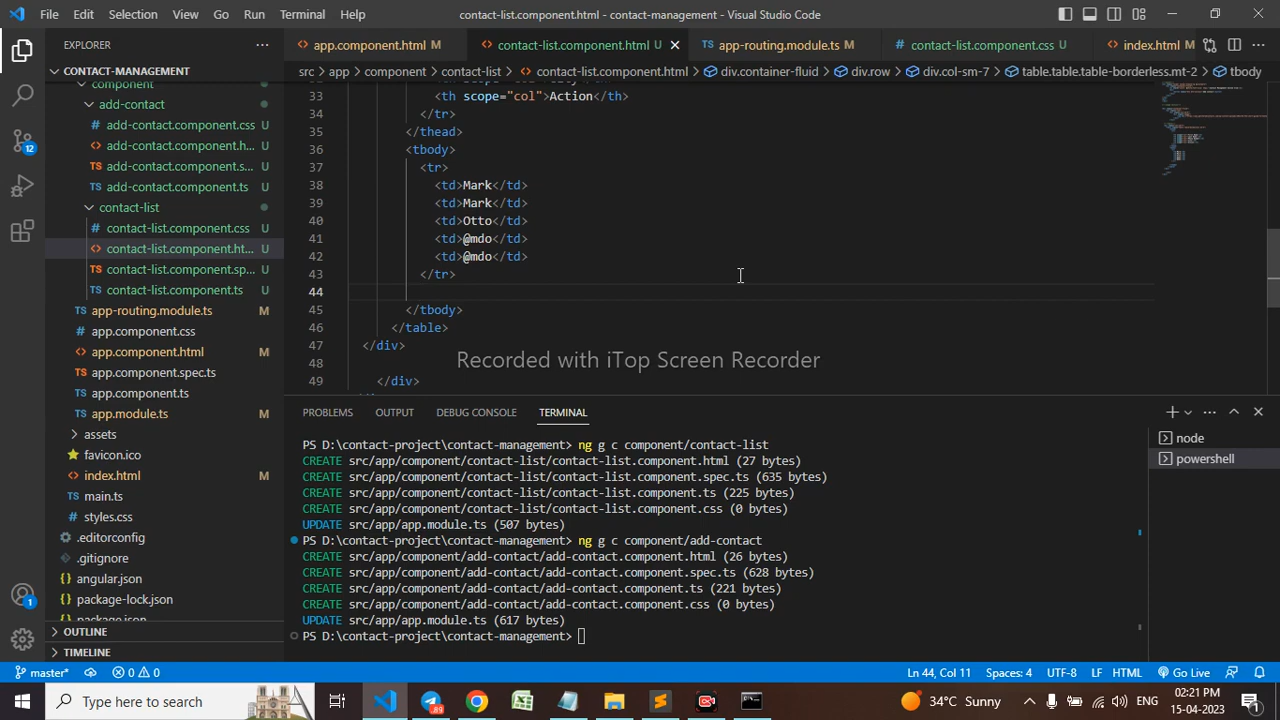 File Edit Selection View Go Run Terminal Help
contact-list.component.html - contact-management - Visual Studio Code
EXPLORER
CONTACT-MANAGEMENT
component
add-contact
add-contact.component.css U
add-contact.component.h... U
add-contact.component.s... U
add-contact.component.ts U
contact-list
contact-list.component.css U
contact-list.component.ht... U
contact-list.component.sp... U
contact-list.component.ts U
app-routing.module.ts M
app.component.css
app.component.html M
app.component.spec.ts
app.component.ts
app.module.ts M
assets
favicon.ico
index.html M
main.ts
styles.css
.editorconfig
.gitignore
angular.json
package-lock.json
package.json
OUTLINE
TIMELINE
12
1
app.component.html M
contact-list.component.html U
app-routing.module.ts M
contact-list.component.css U
index.html M
src > app > component > contact-list > contact-list.component.html > div.container-fluid > div.row > div.col-sm-7 > table.table.table-borderless.mt-2 > tbody
33 <th scope="col">Action</th>
34 </tr>
35 </thead>
36 <tbody>
37 <tr>
38 <td>Mark</td>
39 <td>Mark</td>
40 <td>Otto</td>
41 <td>@mdo</td>
42 <td>@mdo</td>
43 </tr>
44
45 </tbody>
46 </table>
47 </div>
48
49 </div>
Recorded with iTop Screen Recorder
PROBLEMS OUTPUT DEBUG CONSOLE TERMINAL
PS D:\contact-project\contact-management> ng g c component/contact-list
CREATE src/app/component/contact-list/contact-list.component.html (27 bytes)
CREATE src/app/component/contact-list/contact-list.component.spec.ts (635 bytes)
CREATE src/app/component/contact-list/contact-list.component.ts (225 bytes)
CREATE src/app/component/contact-list/contact-list.component.css (0 bytes)
UPDATE src/app/app.module.ts (507 bytes)
PS D:\contact-project\contact-management> ng g c component/add-contact
CREATE src/app/component/add-contact/add-contact.component.html (26 bytes)
CREATE src/app/component/add-contact/add-contact.component.spec.ts (628 bytes)
CREATE src/app/component/add-contact/add-contact.component.ts (221 bytes)
CREATE src/app/component/add-contact/add-contact.component.css (0 bytes)
UPDATE src/app/app.module.ts (617 bytes)
PS D:\contact-project\contact-management>
node
powershell
master* 0 0
Ln 44, Col 11 Spaces: 4 UTF-8 LF HTML Go Live
Type here to search
89
34°C Sunny
ENG
02:21 PM
15-04-2023
1